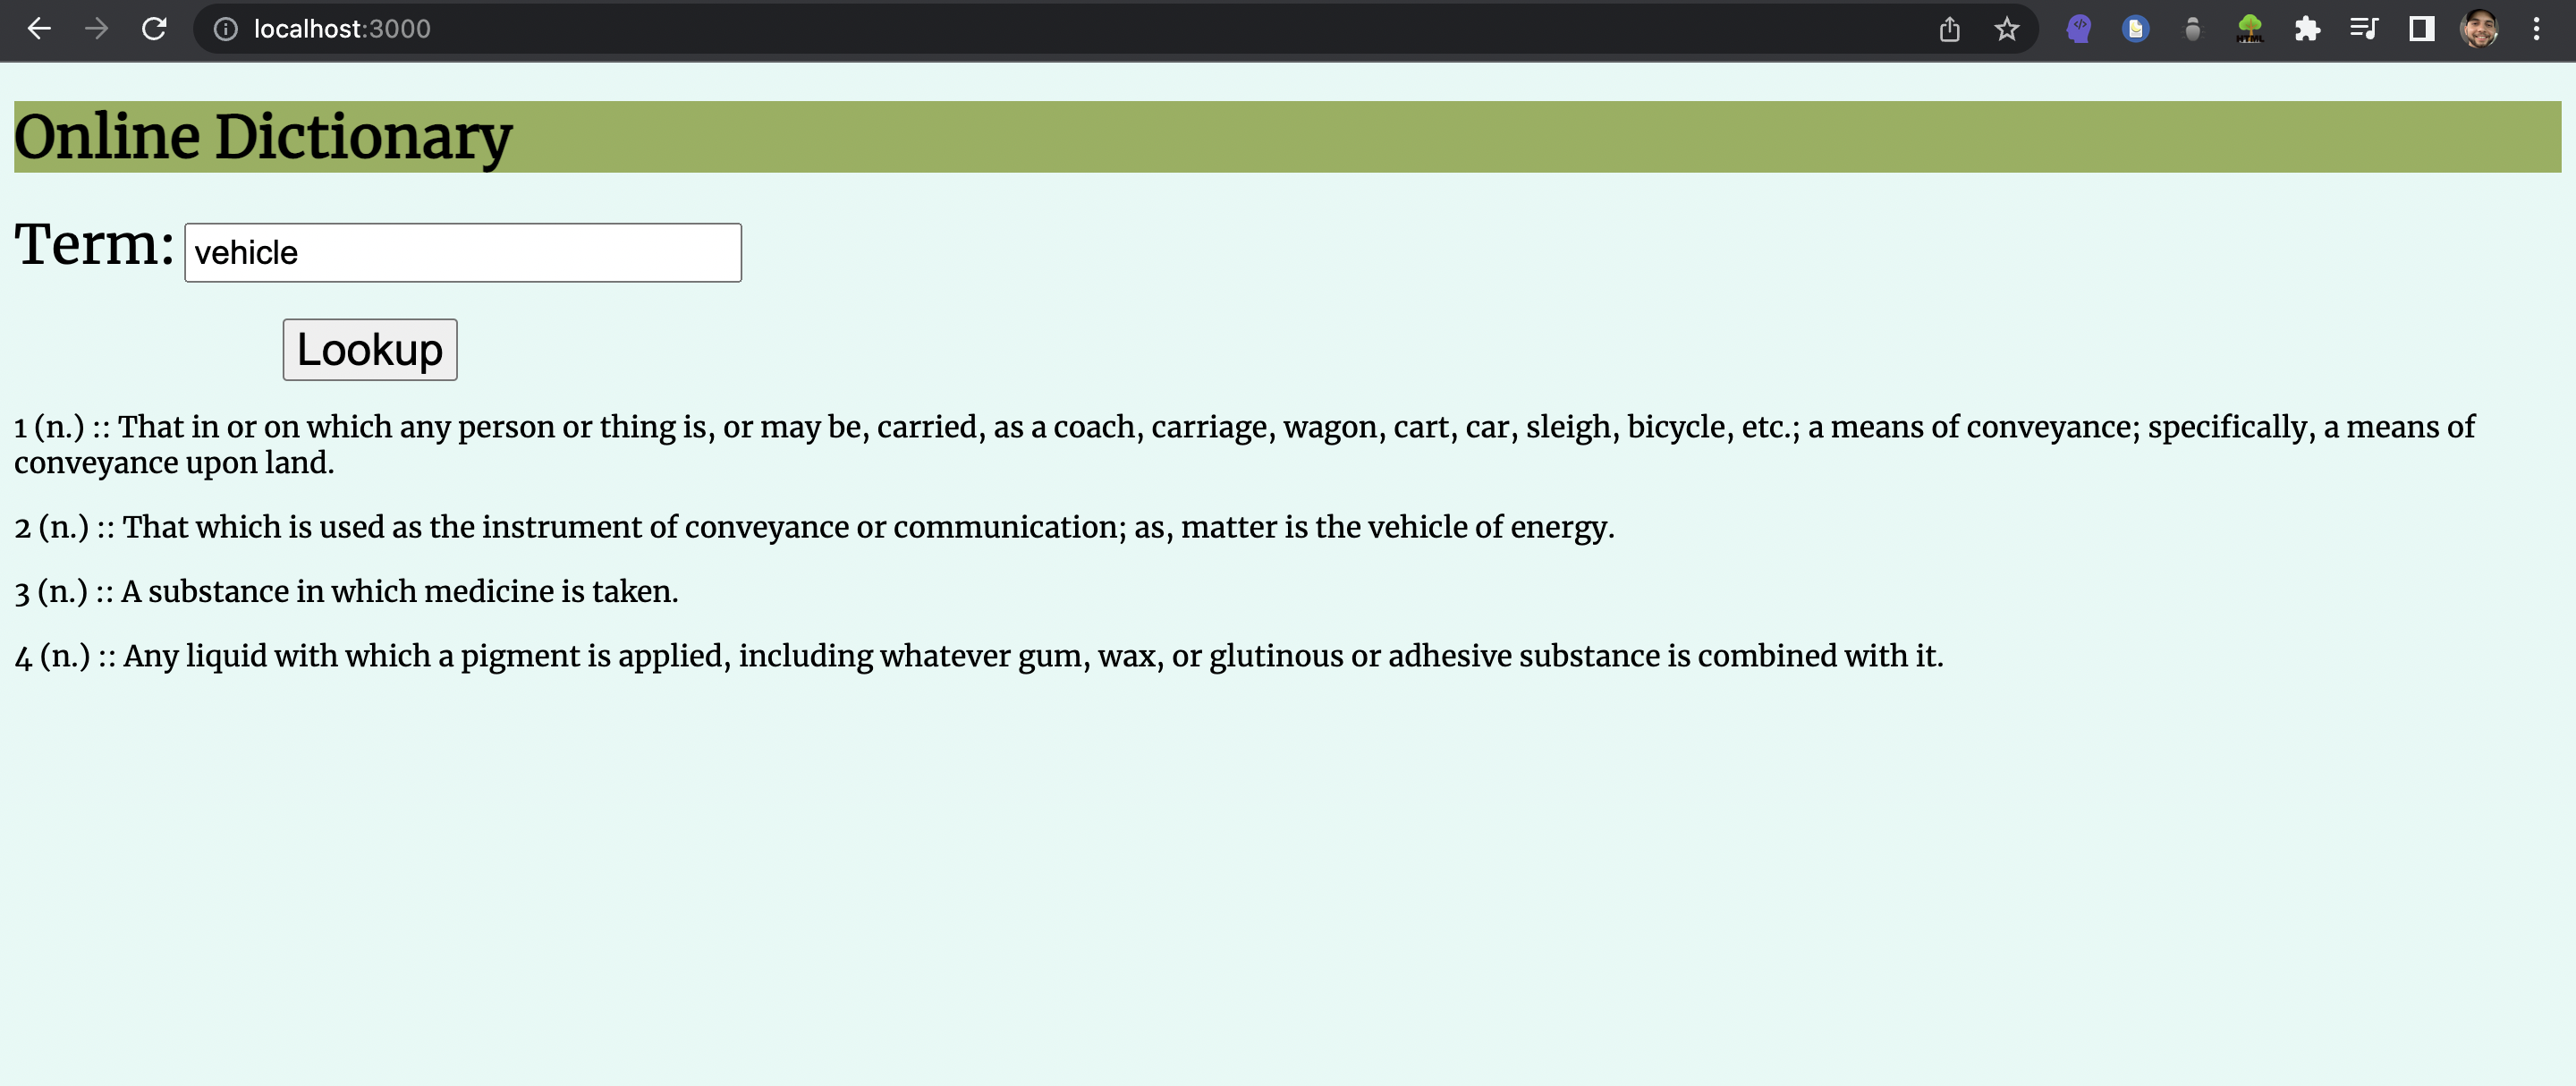 localhost:3000
HTML
Online Dictionary
Term: vehicle
Lookup
1 (n.) :: That in or on which any person or thing is, or may be, carried, as a coach, carriage, wagon, cart, car, sleigh, bicycle, etc.; a means of conveyance; specifically, a means of
conveyance upon land.
2 (n.) :: That which is used as the instrument of conveyance or communication; as, matter is the vehicle of energy.
3 (n.) :: A substance in which medicine is taken.
4 (n.) :: Any liquid with which a pigment is applied, including whatever gum, wax, or glutinous or adhesive substance is combined with it.